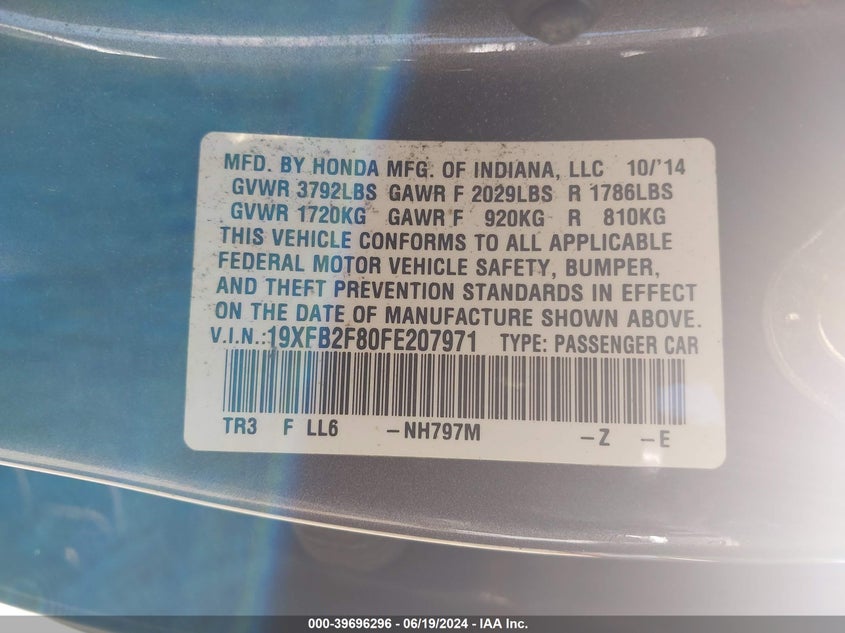 MFD. BY HONDA MFG. OF INDIANA, LLC 10/'14
GVWR 3792LBS GAWR F 2029LBS R 1786LBS
GVWR 1720KG GAWR F 920KG R 810KG
THIS VEHICLE CONFORMS TO ALL APPLICABLE
FEDERAL MOTOR VEHICLE SAFETY, BUMPER,
AND THEFT PREVENTION STANDARDS IN EFFECT
ON THE DATE OF MANUFACTURE SHOWN ABOVE.
V.I.N.:19XFB2F80FE207971 TYPE: PASSENGER CAR
TR3 F LL6 -NH797M -Z -E
000-39696296 - 06/19/2024 - IAA Inc.